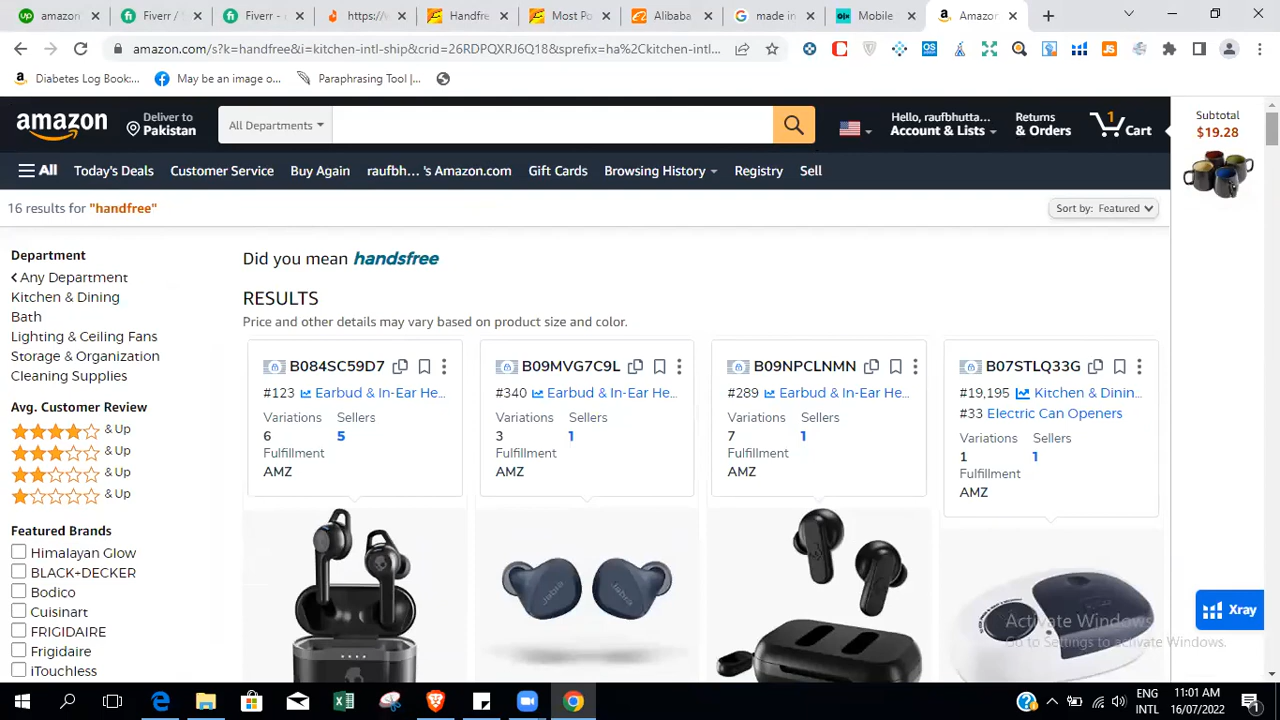 amazon
Fiverr /
Fiverr -
https://
Handfre
Most Po
Alibaba
made in
Mobile
Amazon
amazon.com/s?k=handfree&i=kitchen-intl-ship&crid=26RDPQXRJ6Q18&sprefix=ha%2Ckitchen-intl...
Diabetes Log Book:...
May be an image o...
Paraphrasing Tool |...
amazon
Deliver to
Pakistan
All Departments
Hello, raufbhutta...
Account & Lists
Returns
& Orders
1
Cart
Subtotal
$19.28
All
Today's Deals
Customer Service
Buy Again
raufbh... 's Amazon.com
Gift Cards
Browsing History
Registry
Sell
16 results for "handfree"
Sort by: Featured
Department
Any Department
Kitchen & Dining
Bath
Lighting & Ceiling Fans
Storage & Organization
Cleaning Supplies
Avg. Customer Review
& Up
& Up
& Up
& Up
Featured Brands
Himalayan Glow
BLACK+DECKER
Bodico
Cuisinart
FRIGIDAIRE
Frigidaire
iTouchless
Did you mean handsfree
RESULTS
Price and other details may vary based on product size and color.
B084SC59D7
#123 Earbud & In-Ear He...
Variations Sellers
6 5
Fulfillment
AMZ
B09MVG7C9L
#340 Earbud & In-Ear He...
Variations Sellers
3 1
Fulfillment
AMZ
B09NPCLNMN
#289 Earbud & In-Ear He...
Variations Sellers
7 1
Fulfillment
AMZ
B07STLQ33G
#19,195 Kitchen & Dinin...
#33 Electric Can Openers
Variations Sellers
1 1
Fulfillment
AMZ
Jabra
Jabra
Xray
Activate Windows
Go to Settings to activate Windows.
ENG
INTL
11:01 AM
16/07/2022
1